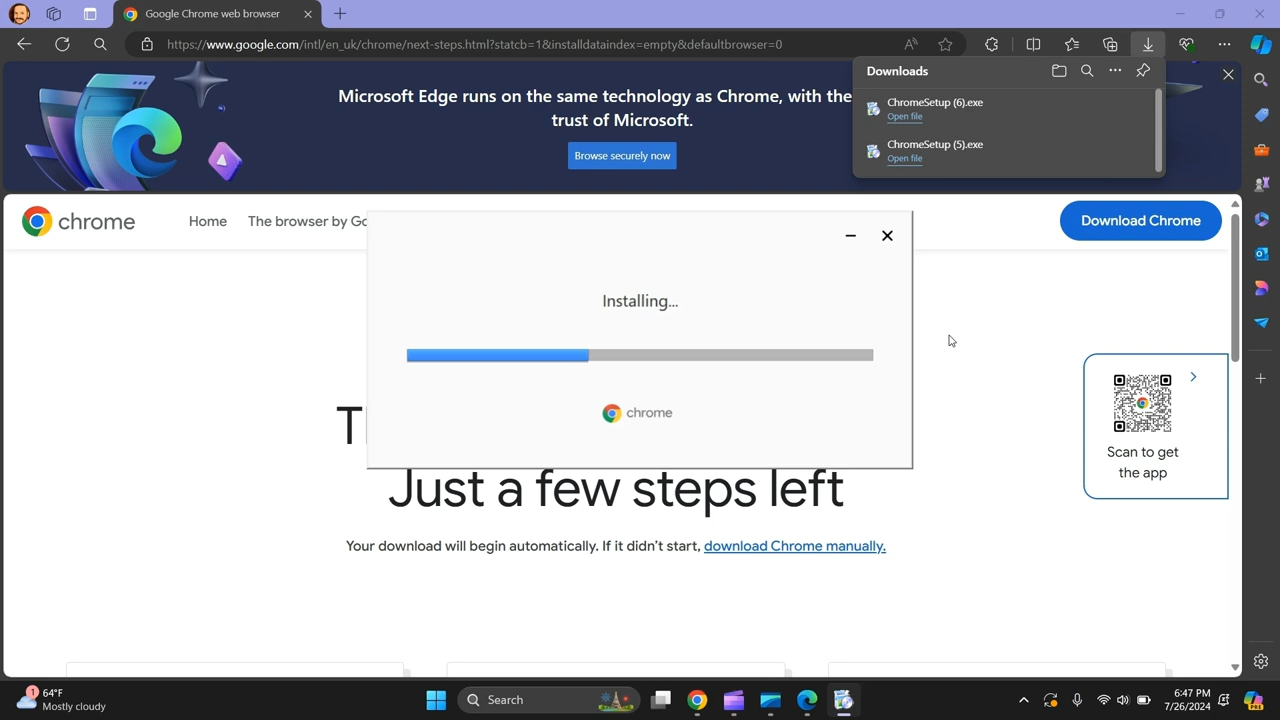 Google Chrome web browser
https://www.google.com/intl/en_uk/chrome/next-steps.html?statcb=1&installdataindex=empty&defaultbrowser=0
Microsoft Edge runs on the same technology as Chrome, with the
trust of Microsoft.
Browse securely now
Downloads
ChromeSetup (6).exe
Open file
ChromeSetup (5).exe
Open file
chrome
Home
The browser by Go
Download Chrome
Installing...
chrome
T
Just a few steps left
Your download will begin automatically. If it didn't start, download Chrome manually.
Scan to get
the app
1
64°F
Mostly cloudy
Search
6:47 PM
7/26/2024